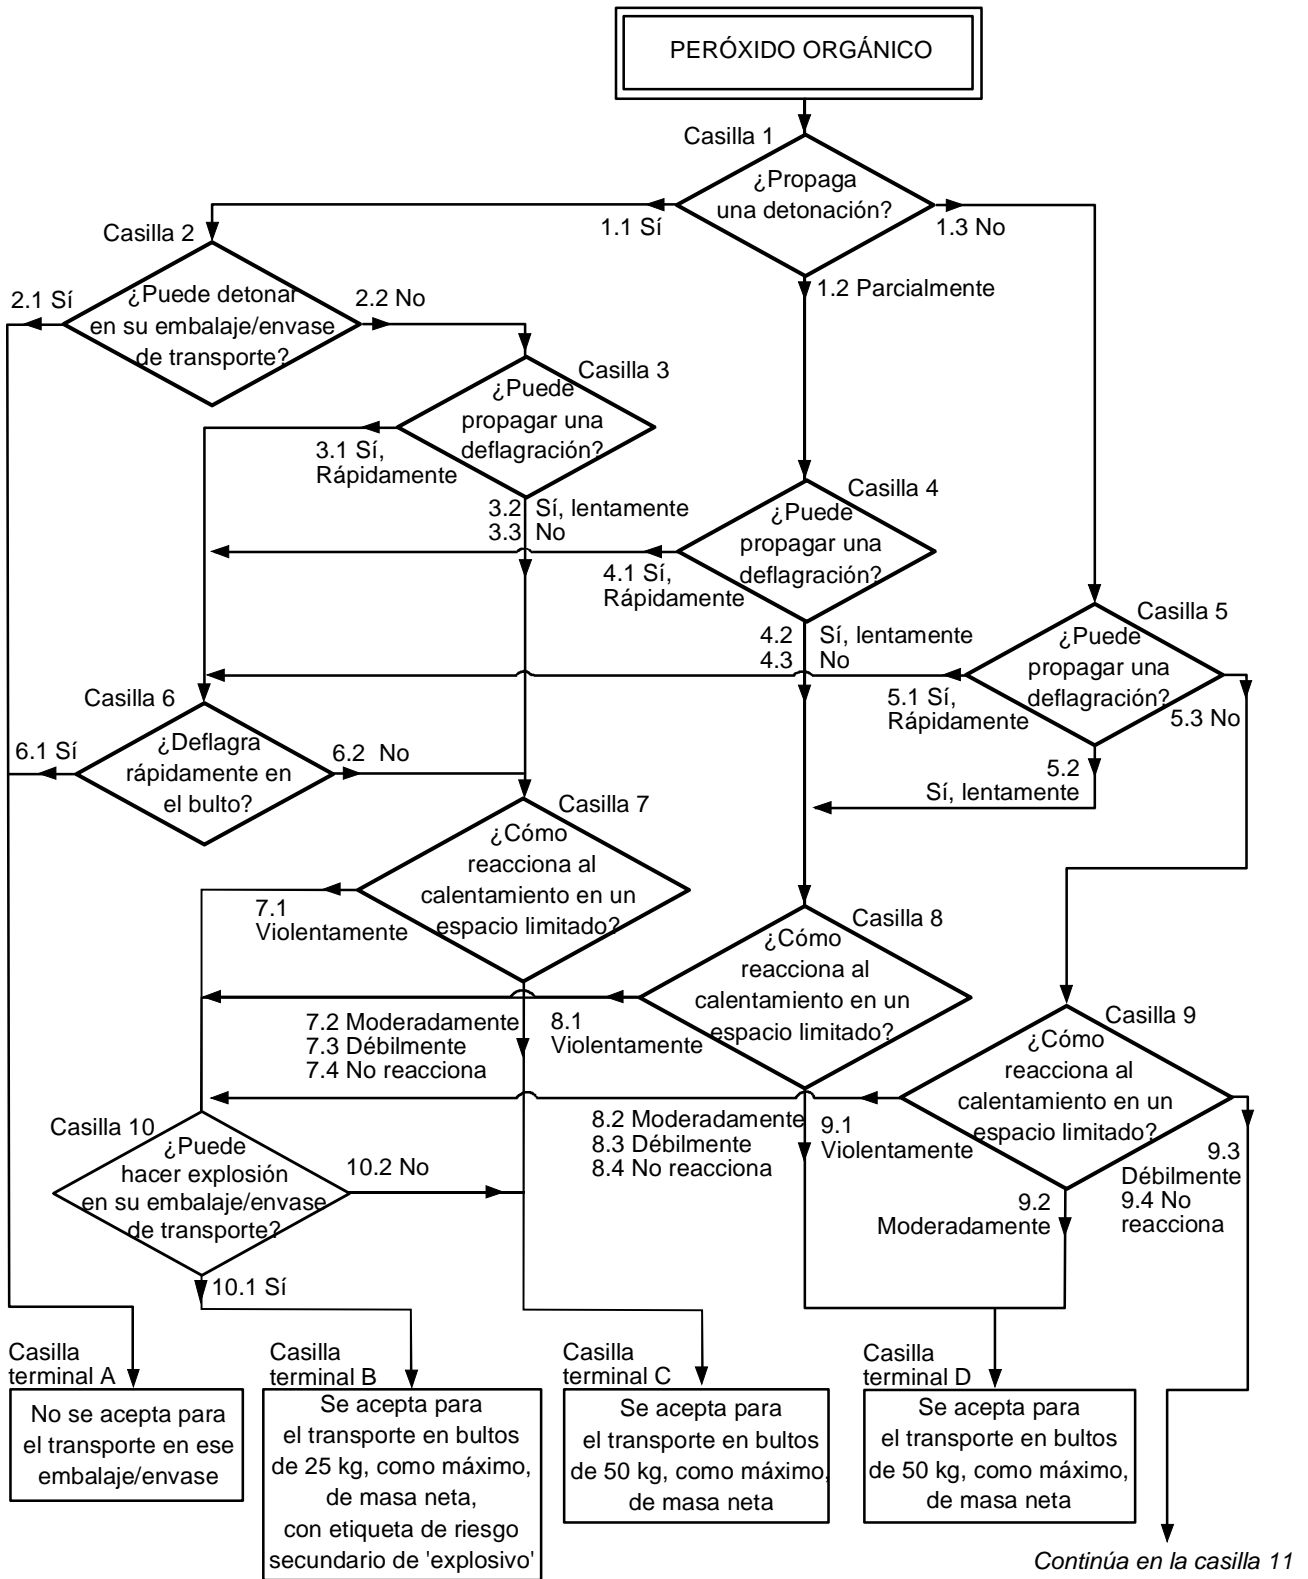 PERÓXIDO ORGÁNICO
Casilla 1
¿Propaga
una detonación?
1.1 Sí
1.3 No
1.2 Parcialmente
Casilla 2
¿Puede detonar
en su embalaje/envase
de transporte?
2.1 Sí
2.2 No
Casilla 3
¿Puede
propagar una
deflagración?
3.1 Sí,
Rápidamente
3.2 Sí, lentamente
3.3 No
Casilla 4
¿Puede
propagar una
deflagración?
4.1 Sí,
Rápidamente
4.2 Sí, lentamente
4.3 No
Casilla 5
¿Puede
propagar una
deflagración?
5.1 Sí,
Rápidamente
5.3 No
5.2
Sí, lentamente
Casilla 6
¿Deflagra
rápidamente en
el bulto?
6.1 Sí
6.2 No
Casilla 7
¿Cómo
reacciona al
calentamiento en un
espacio limitado?
7.1
Violentamente
7.2 Moderadamente
7.3 Débilmente
7.4 No reacciona
Casilla 8
¿Cómo
reacciona al
calentamiento en un
espacio limitado?
8.1
Violentamente
8.2 Moderadamente
8.3 Débilmente
8.4 No reacciona
Casilla 9
¿Cómo
reacciona al
calentamiento en un
espacio limitado?
9.1
Violentamente
9.2
Moderadamente
9.3
Débilmente
9.4 No
reacciona
Casilla 10
¿Puede
hacer explosión
en su embalaje/envase
de transporte?
10.2 No
10.1 Sí
Casilla
terminal A
No se acepta para
el transporte en ese
embalaje/envase
Casilla
terminal B
Se acepta para
el transporte en bultos
de 25 kg, como máximo,
de masa neta,
con etiqueta de riesgo
secundario de 'explosivo'
Casilla
terminal C
Se acepta para
el transporte en bultos
de 50 kg, como máximo,
de masa neta
Casilla
terminal D
Se acepta para
el transporte en bultos
de 50 kg, como máximo,
de masa neta
Continúa en la casilla 11